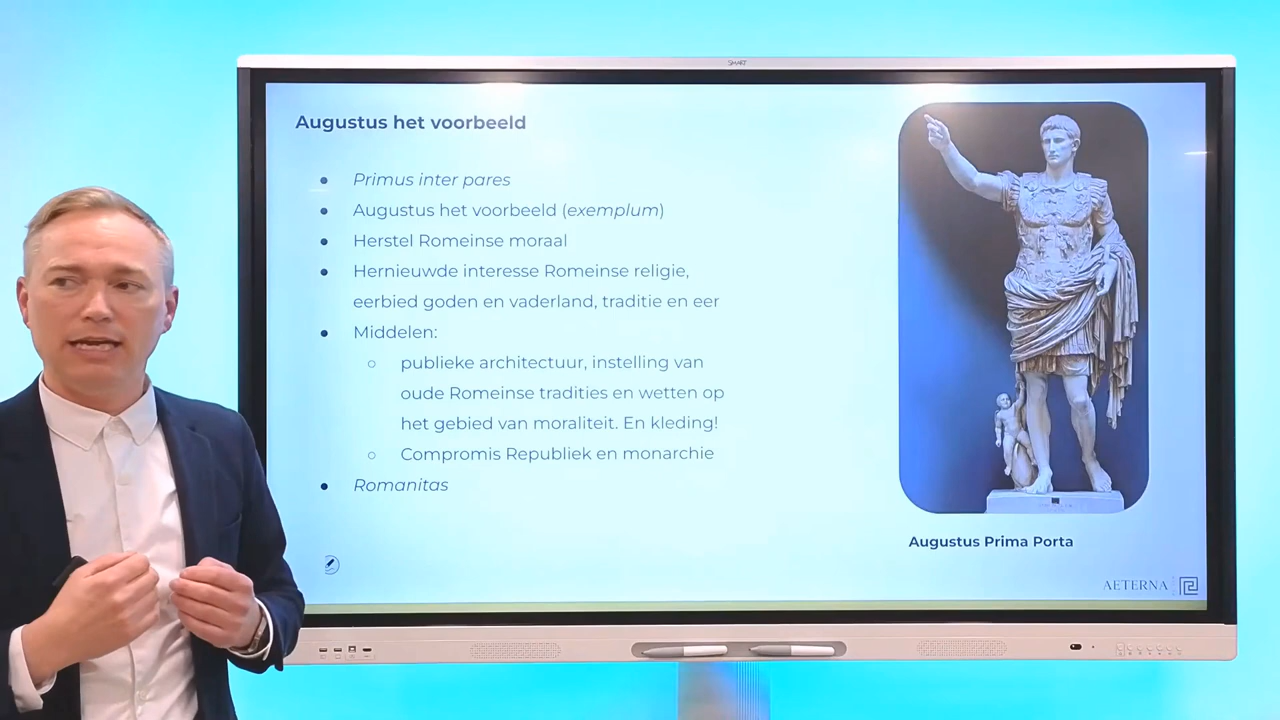 SMART
Augustus het voorbeeld
Primus inter pares
Augustus het voorbeeld (exemplum)
Herstel Romeinse moraal
Hernieuwde interesse Romeinse religie,
eerbied goden en vaderland, traditie en eer
Middelen:
publieke architectuur, instelling van
oude Romeinse tradities en wetten op
het gebied van moraliteit. En kleding!
Compromis Republiek en monarchie
Romanitas
Augustus Prima Porta
AETERNA